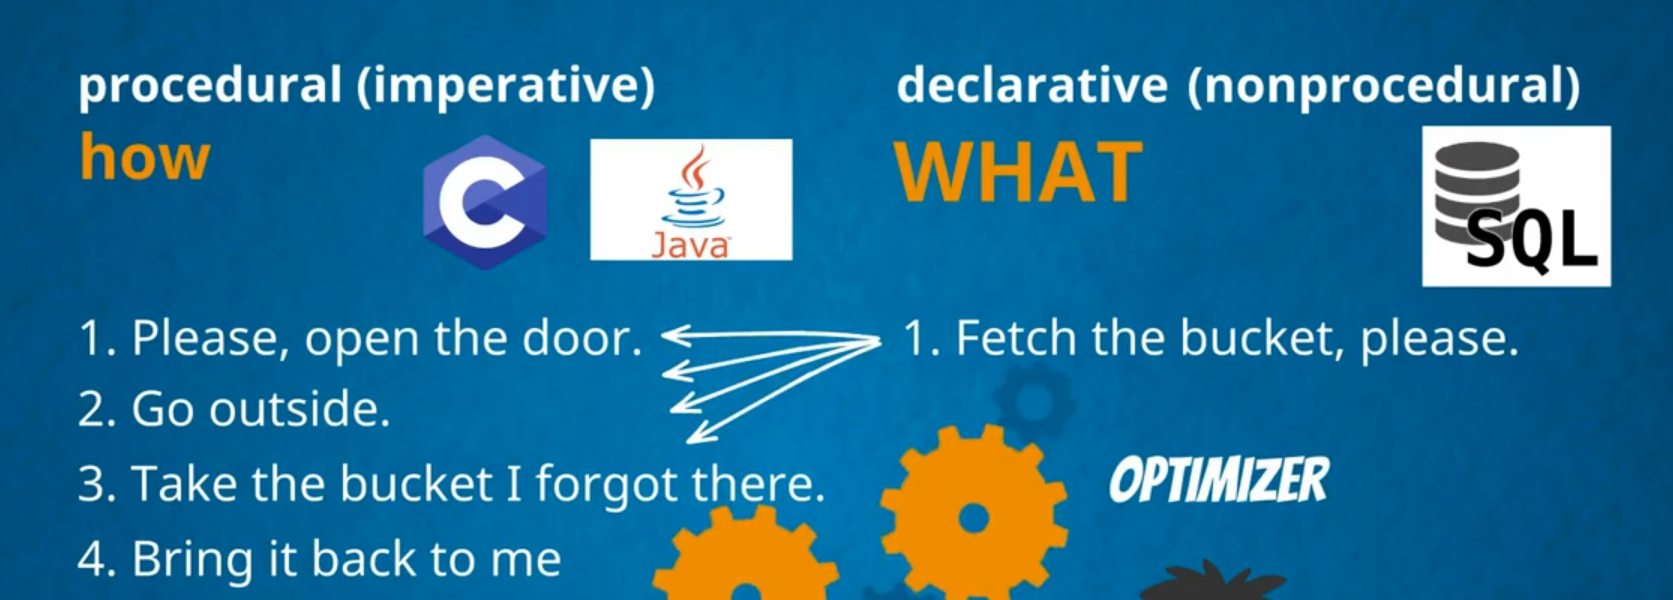 procedural (imperative)
how
C
Java
1. Please, open the door.
2. Go outside.
3. Take the bucket I forgot there.
4. Bring it back to me
declarative (nonprocedural)
WHAT
SQL
1. Fetch the bucket, please.
OPTIMIZER